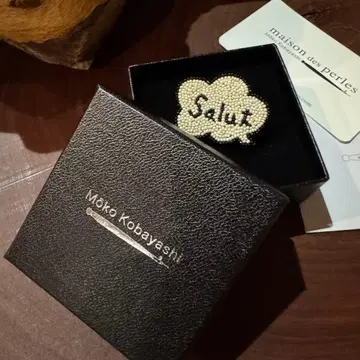 maison des perles
Salut
Moko Kobayashi